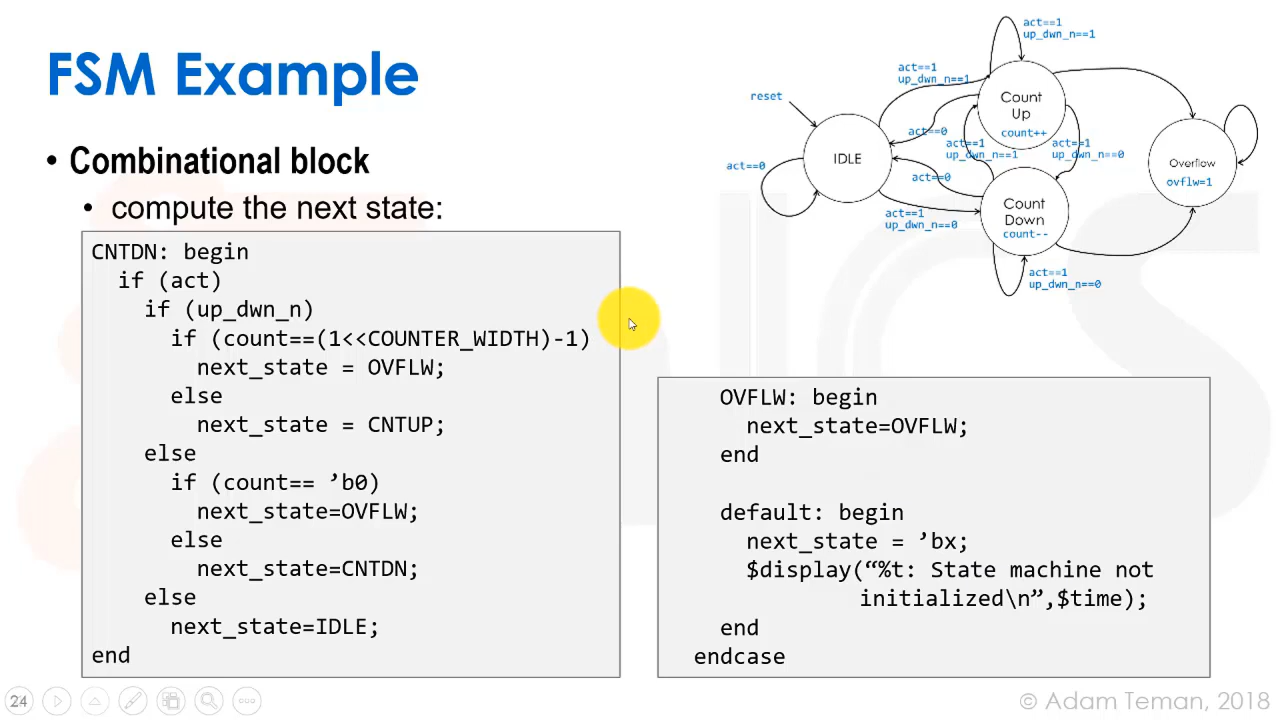 FSM Example
• Combinational block
• compute the next state:
CNTDN: begin
if (act)
if (up_dwn_n)
if (count==(1<<COUNTER_WIDTH)-1)
next_state = OVFLW;
else
next_state = CNTUP;
else
if (count== ’b0)
next_state=OVFLW;
else
next_state=CNTDN;
else
next_state=IDLE;
end
OVFLW: begin
next_state=OVFLW;
end
default: begin
next_state = ’bx;
$display(“%t: State machine not
initialized\n”,$time);
end
endcase
act==1
up_dwn_n==1
act==1
up_dwn_n==1
reset
Count
Up
count++
act==0
act==1
up_dwn_n==1
act==1
up_dwn_n==0
IDLE
act==0
Overflow
ovflw=1
act==0
Count
Down
count--
act==1
up_dwn_n==0
act==1
up_dwn_n==0
24
© Adam Teman, 2018